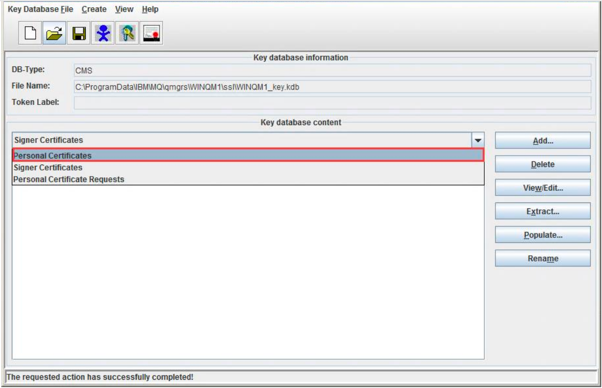 Key Database File Create View Help
Key database information
DB-Type: CMS
File Name: C:\ProgramData\IBM\MQ\qmgrs\WINQM1\ssl\WINQM1_key.kdb
Token Label:
Key database content
Signer Certificates
Personal Certificates
Signer Certificates
Personal Certificate Requests
Add...
Delete
View/Edit...
Extract...
Populate...
Rename
The requested action has successfully completed!